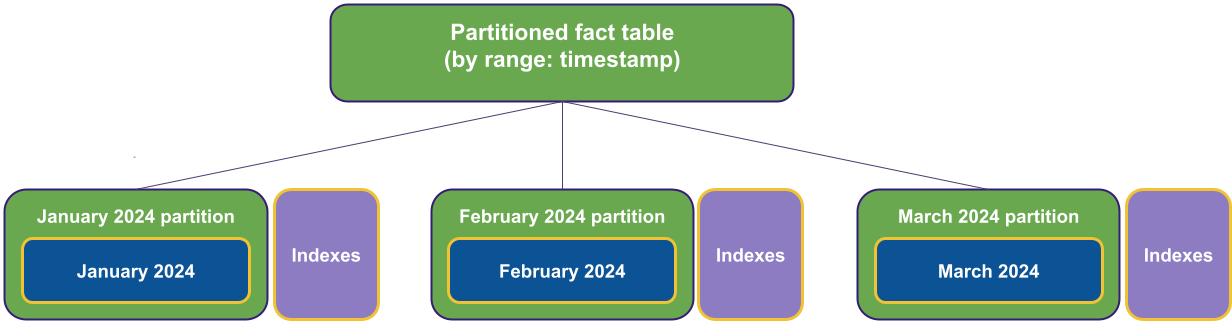 Partitioned fact table
(by range: timestamp)
January 2024 partition
January 2024
Indexes
February 2024 partition
February 2024
Indexes
March 2024 partition
March 2024
Indexes